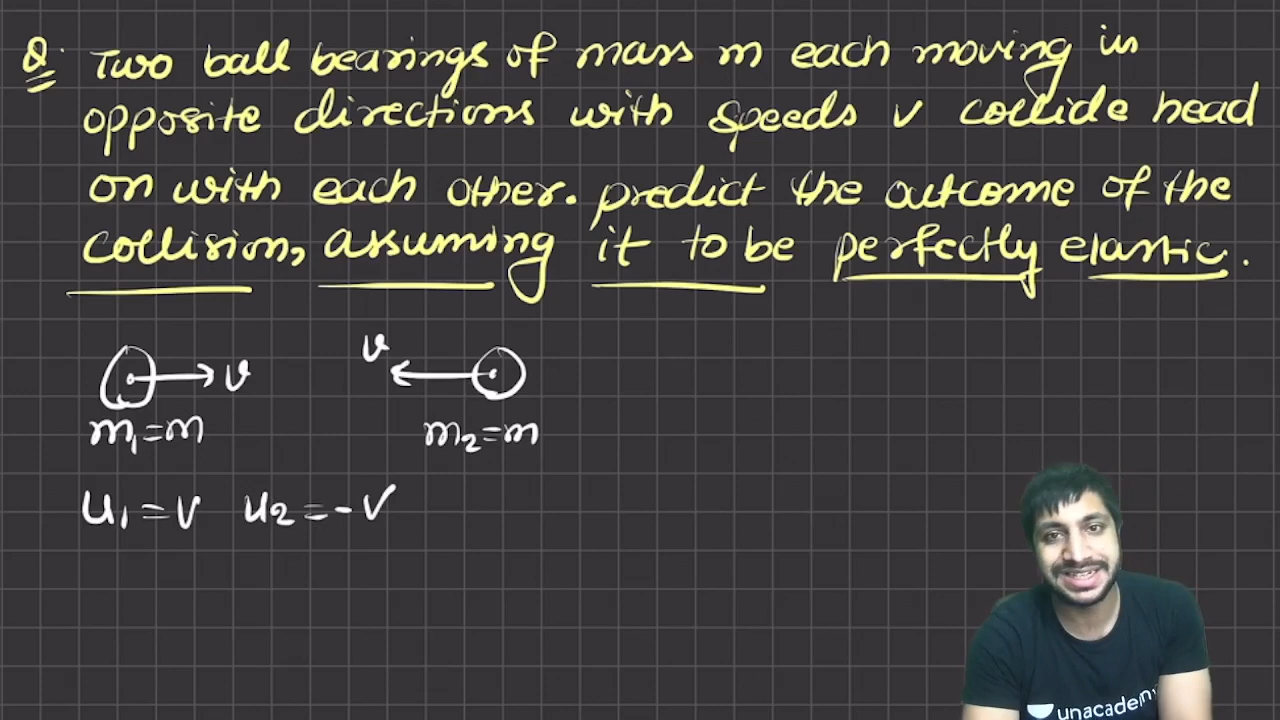 Q. Two ball bearings of mass m each moving in
opposite directions with speeds v collide head
on with each other. predict the outcome of the
collision, assuming it to be perfectly elastic.
v v
m₁=m m₂=m
u₁=v u₂=-v
unacademy